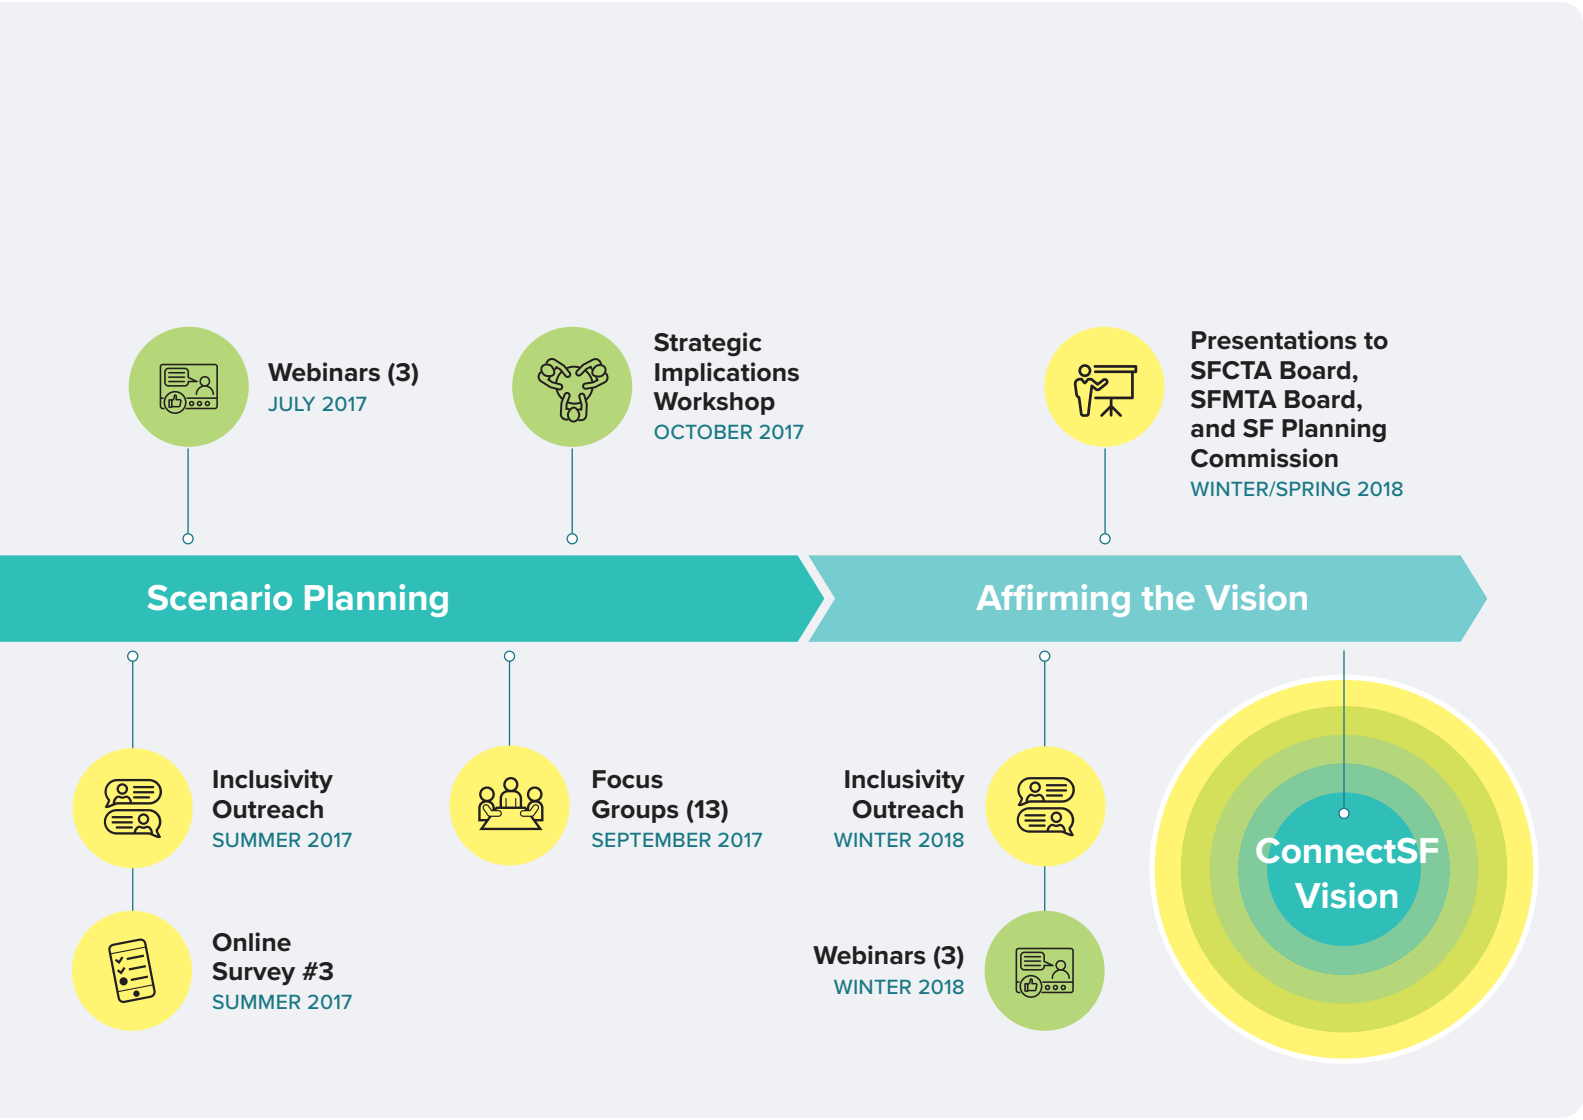 Webinars (3)
JULY 2017
Strategic
Implications
Workshop
OCTOBER 2017
Presentations to
SFCTA Board,
SFMTA Board,
and SF Planning
Commission
WINTER/SPRING 2018
Scenario Planning
Affirming the Vision
Inclusivity
Outreach
SUMMER 2017
Online
Survey #3
SUMMER 2017
Focus
Groups (13)
SEPTEMBER 2017
Inclusivity
Outreach
WINTER 2018
Webinars (3)
WINTER 2018
ConnectSF
Vision